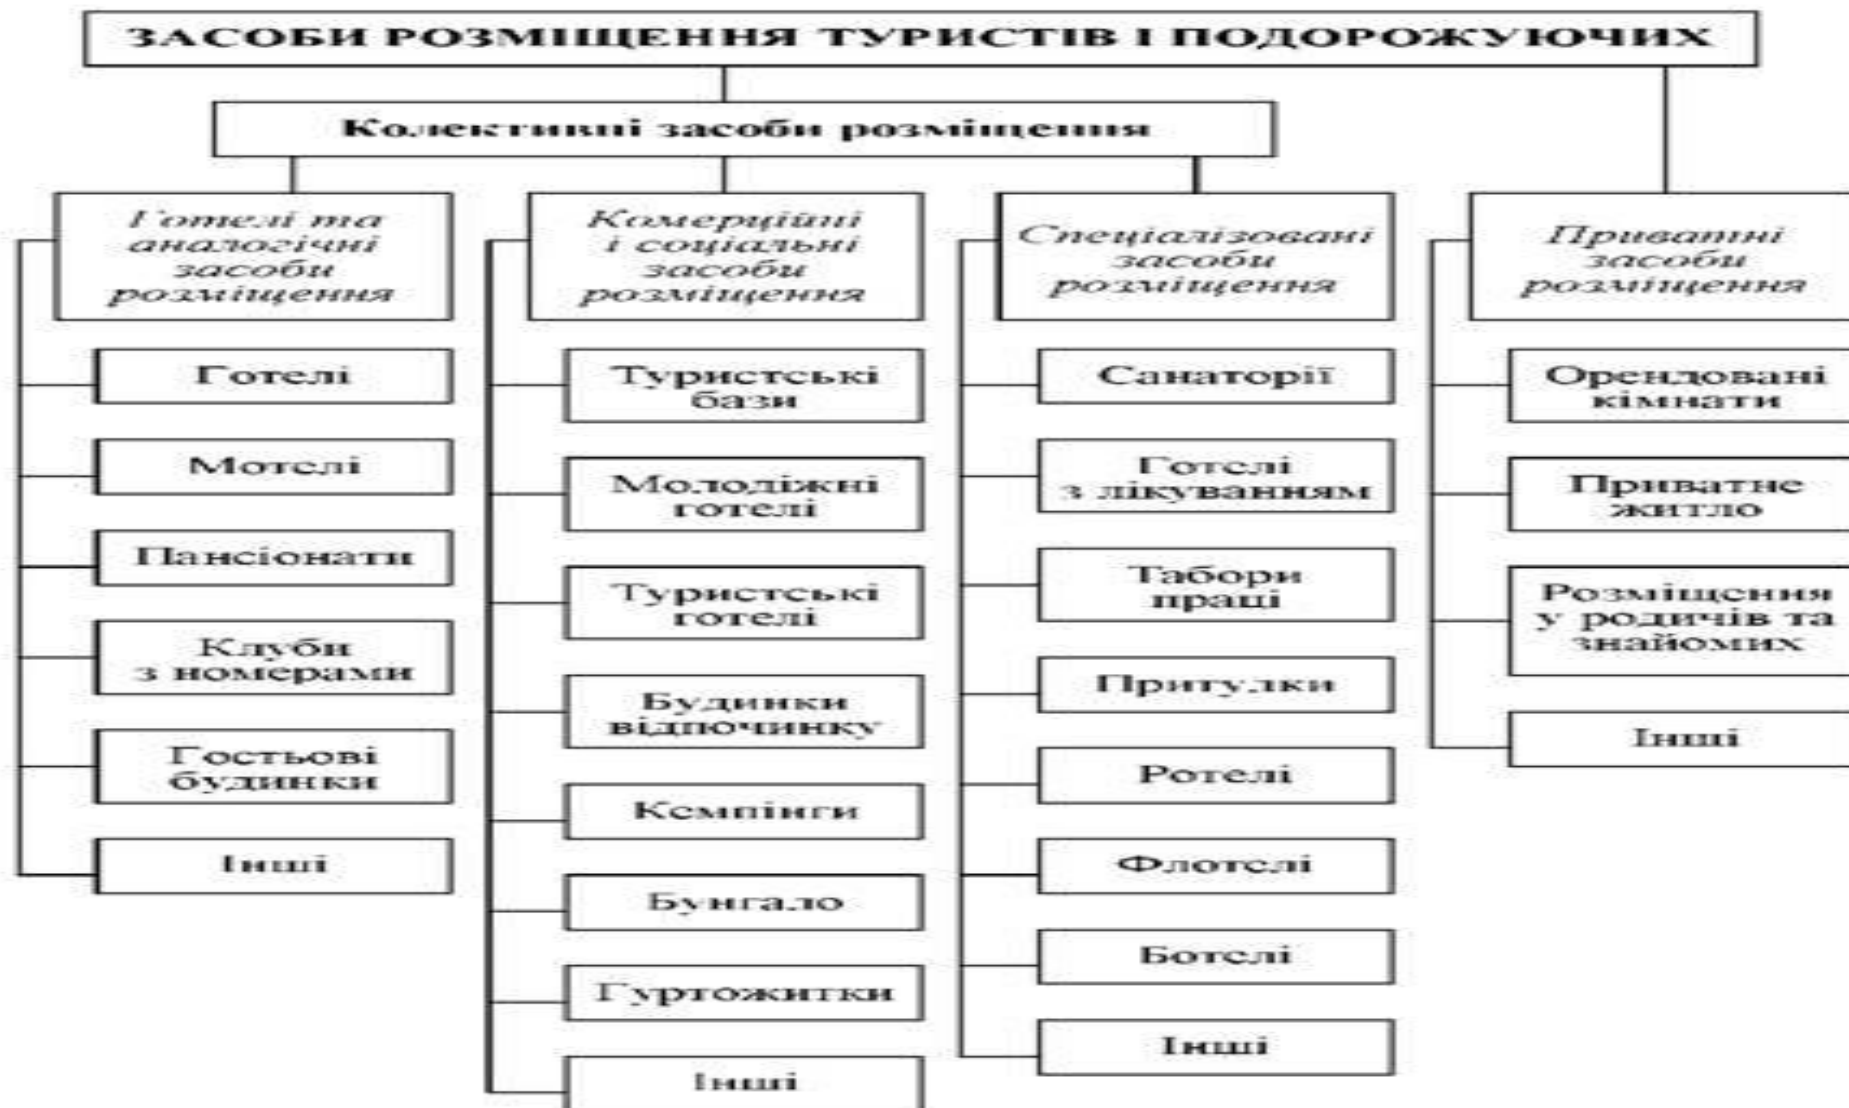 ЗАСОБИ РОЗМІЩЕННЯ ТУРИСТІВ І ПОДОРОЖУЮЧИХ
Колективні засоби розміщення
Готелі та
аналогічні
засоби
розміщення
Готелі
Мотелі
Пансіонати
Клуби
з номерами
Гостьові
будинки
Інші
Комерційні
і соціальні
засоби
розміщення
Туристські
бази
Молодіжні
готелі
Туристські
готелі
Будинки
відпочинку
Кемпінги
Бунгало
Гуртожитки
Інші
Спеціалізовані
засоби
розміщення
Санаторії
Готелі
з лікуванням
Табори
праці
Притулки
Ротелі
Флотелі
Ботелі
Інші
Приватні
засоби
розміщення
Орендовані
кімнати
Приватне
житло
Розміщення
у родичів та
знайомих
Інші